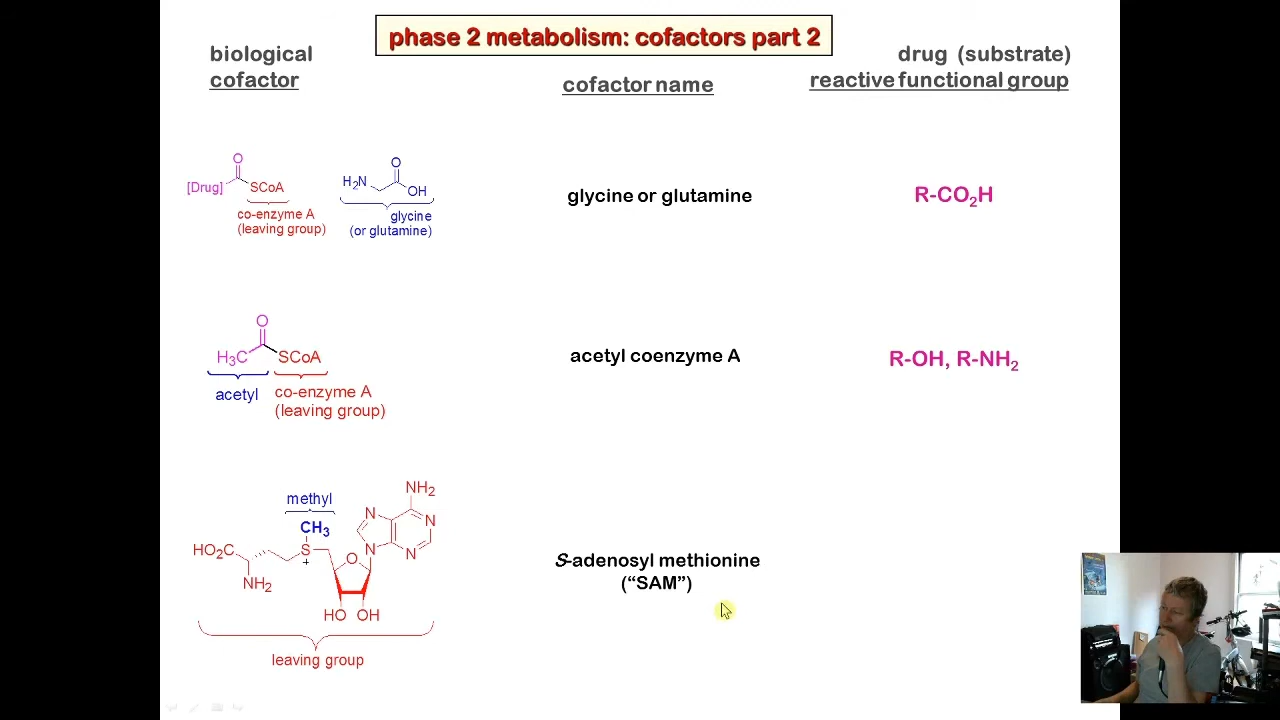 phase 2 metabolism: cofactors part 2
biological
cofactor
cofactor name
drug (substrate)
reactive functional group
O
[Drug]
SCoA
co-enzyme A
(leaving group)
O
H₂N
OH
glycine
(or glutamine)
glycine or glutamine
R-CO₂H
O
H₃C
SCoA
acetyl
co-enzyme A
(leaving group)
acetyl coenzyme A
R-OH, R-NH₂
methyl
CH₃
HO₂C
S
+
NH₂
O
HO
OH
NH₂
N
N
N
N
leaving group
S-adenosyl methionine
(“SAM”)